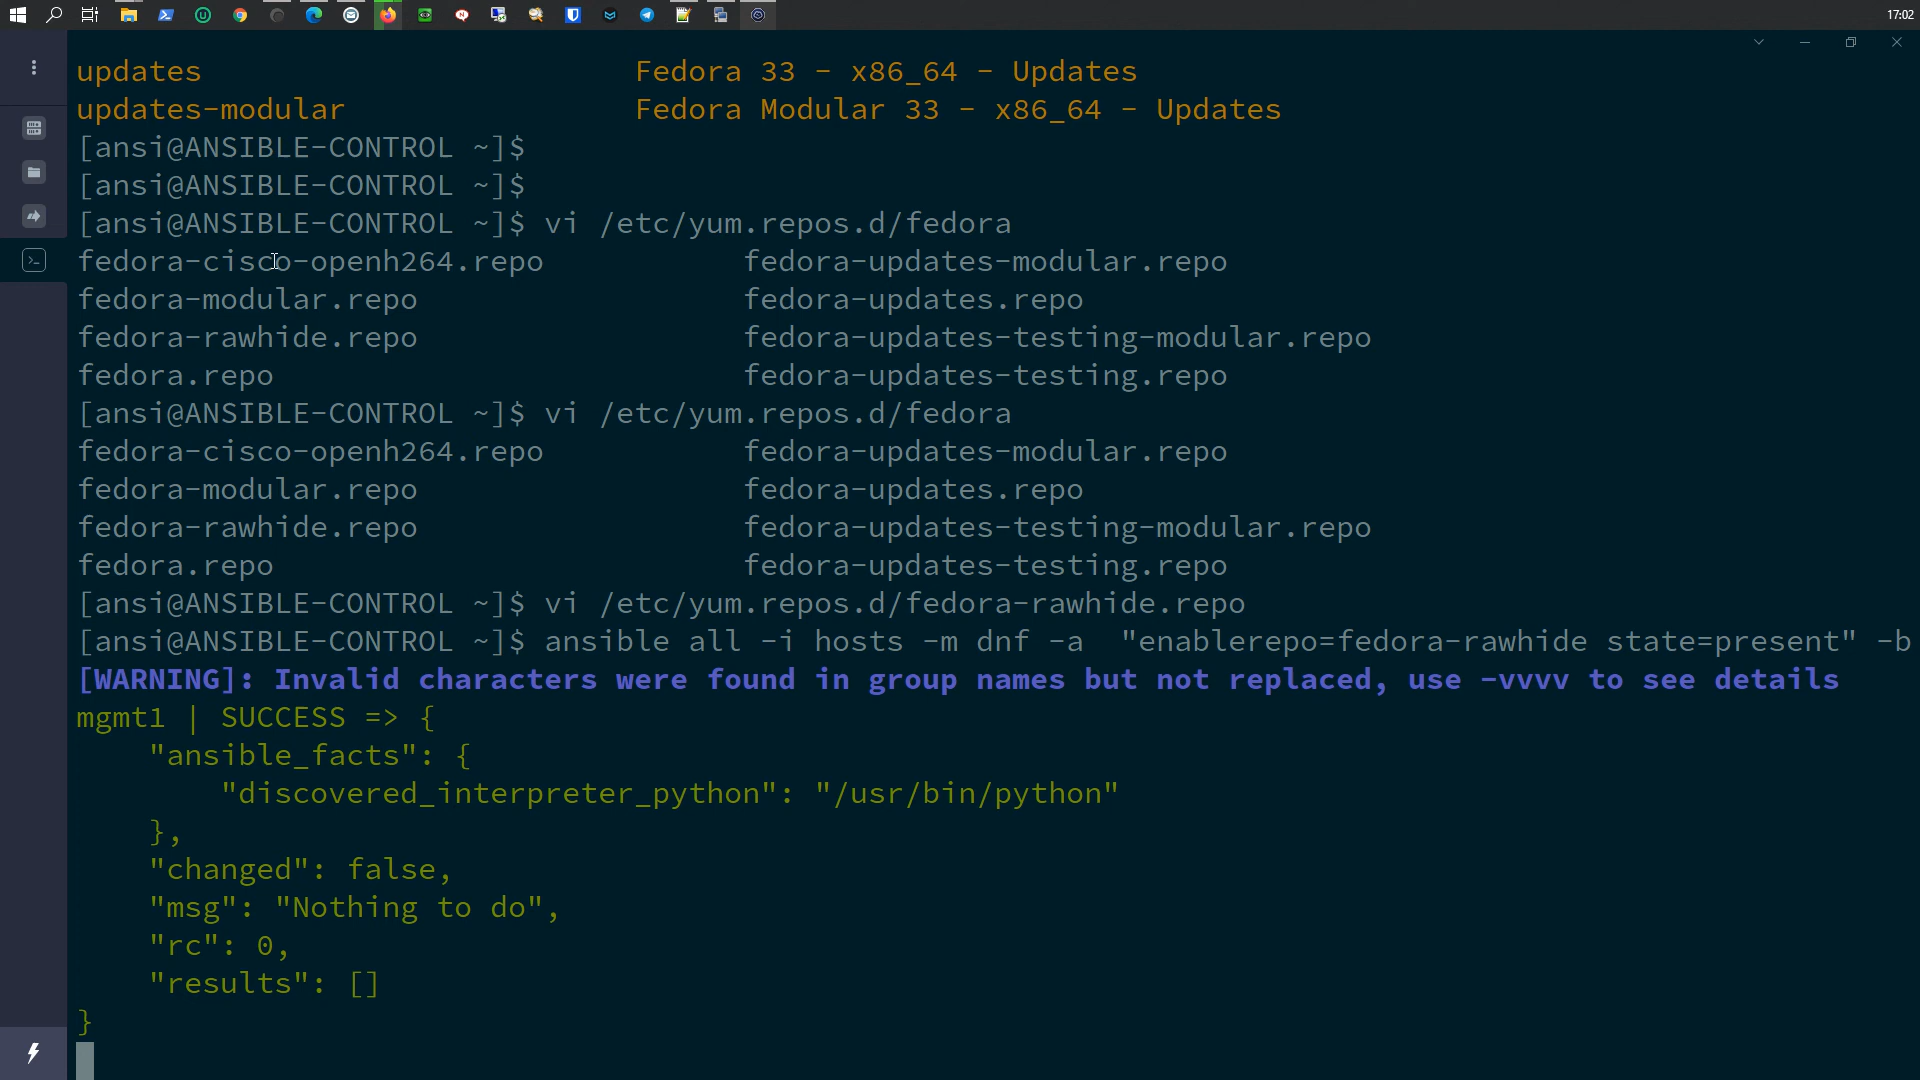 17:02
updates Fedora 33 - x86_64 - Updates
updates-modular Fedora Modular 33 - x86_64 - Updates
[ansi@ANSIBLE-CONTROL ~]$
[ansi@ANSIBLE-CONTROL ~]$
[ansi@ANSIBLE-CONTROL ~]$ vi /etc/yum.repos.d/fedora
fedora-cisco-openh264.repo fedora-updates-modular.repo
fedora-modular.repo fedora-updates.repo
fedora-rawhide.repo fedora-updates-testing-modular.repo
fedora.repo fedora-updates-testing.repo
[ansi@ANSIBLE-CONTROL ~]$ vi /etc/yum.repos.d/fedora
fedora-cisco-openh264.repo fedora-updates-modular.repo
fedora-modular.repo fedora-updates.repo
fedora-rawhide.repo fedora-updates-testing-modular.repo
fedora.repo fedora-updates-testing.repo
[ansi@ANSIBLE-CONTROL ~]$ vi /etc/yum.repos.d/fedora-rawhide.repo
[ansi@ANSIBLE-CONTROL ~]$ ansible all -i hosts -m dnf -a  "enablerepo=fedora-rawhide state=present" -b
[WARNING]: Invalid characters were found in group names but not replaced, use -vvvv to see details
mgmt1 | SUCCESS => {
    "ansible_facts": {
        "discovered_interpreter_python": "/usr/bin/python"
    },
    "changed": false,
    "msg": "Nothing to do",
    "rc": 0,
    "results": []
}